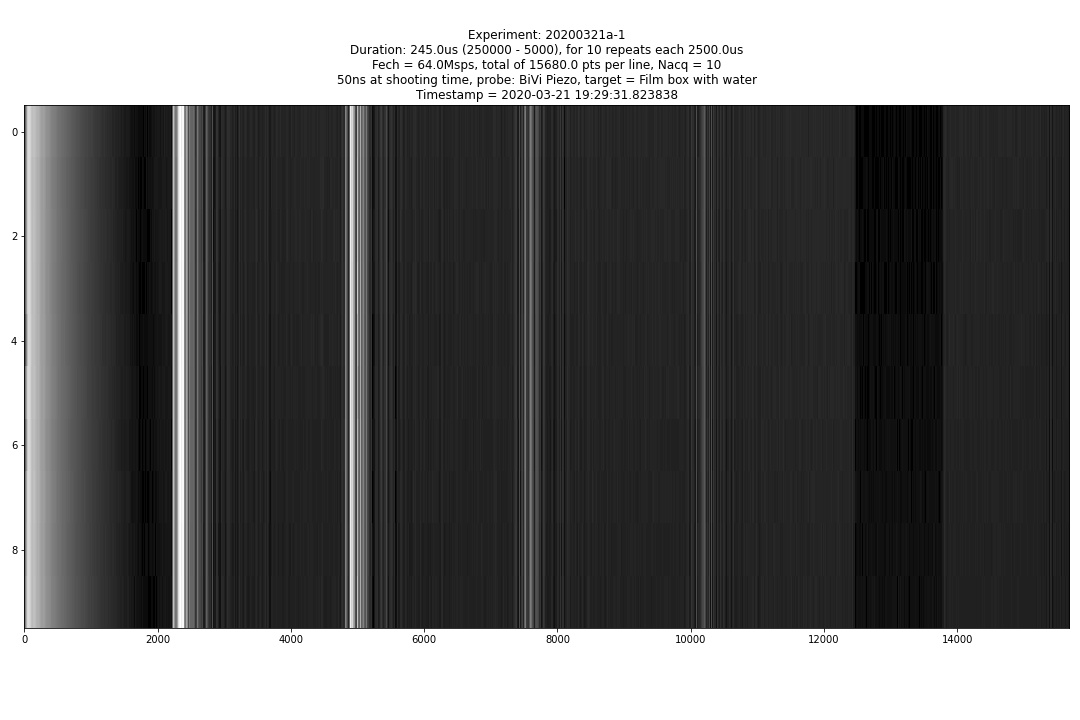 Experiment: 20200321a-1
Duration: 245.0us (250000 - 5000), for 10 repeats each 2500.0us
Fech = 64.0Msps, total of 15680.0 pts per line, Nacq = 10
50ns at shooting time, probe: BiVi Piezo, target = Film box with water
Timestamp = 2020-03-21 19:29:31.823838
0
2
4
6
8
0 2000 4000 6000 8000 10000 12000 14000